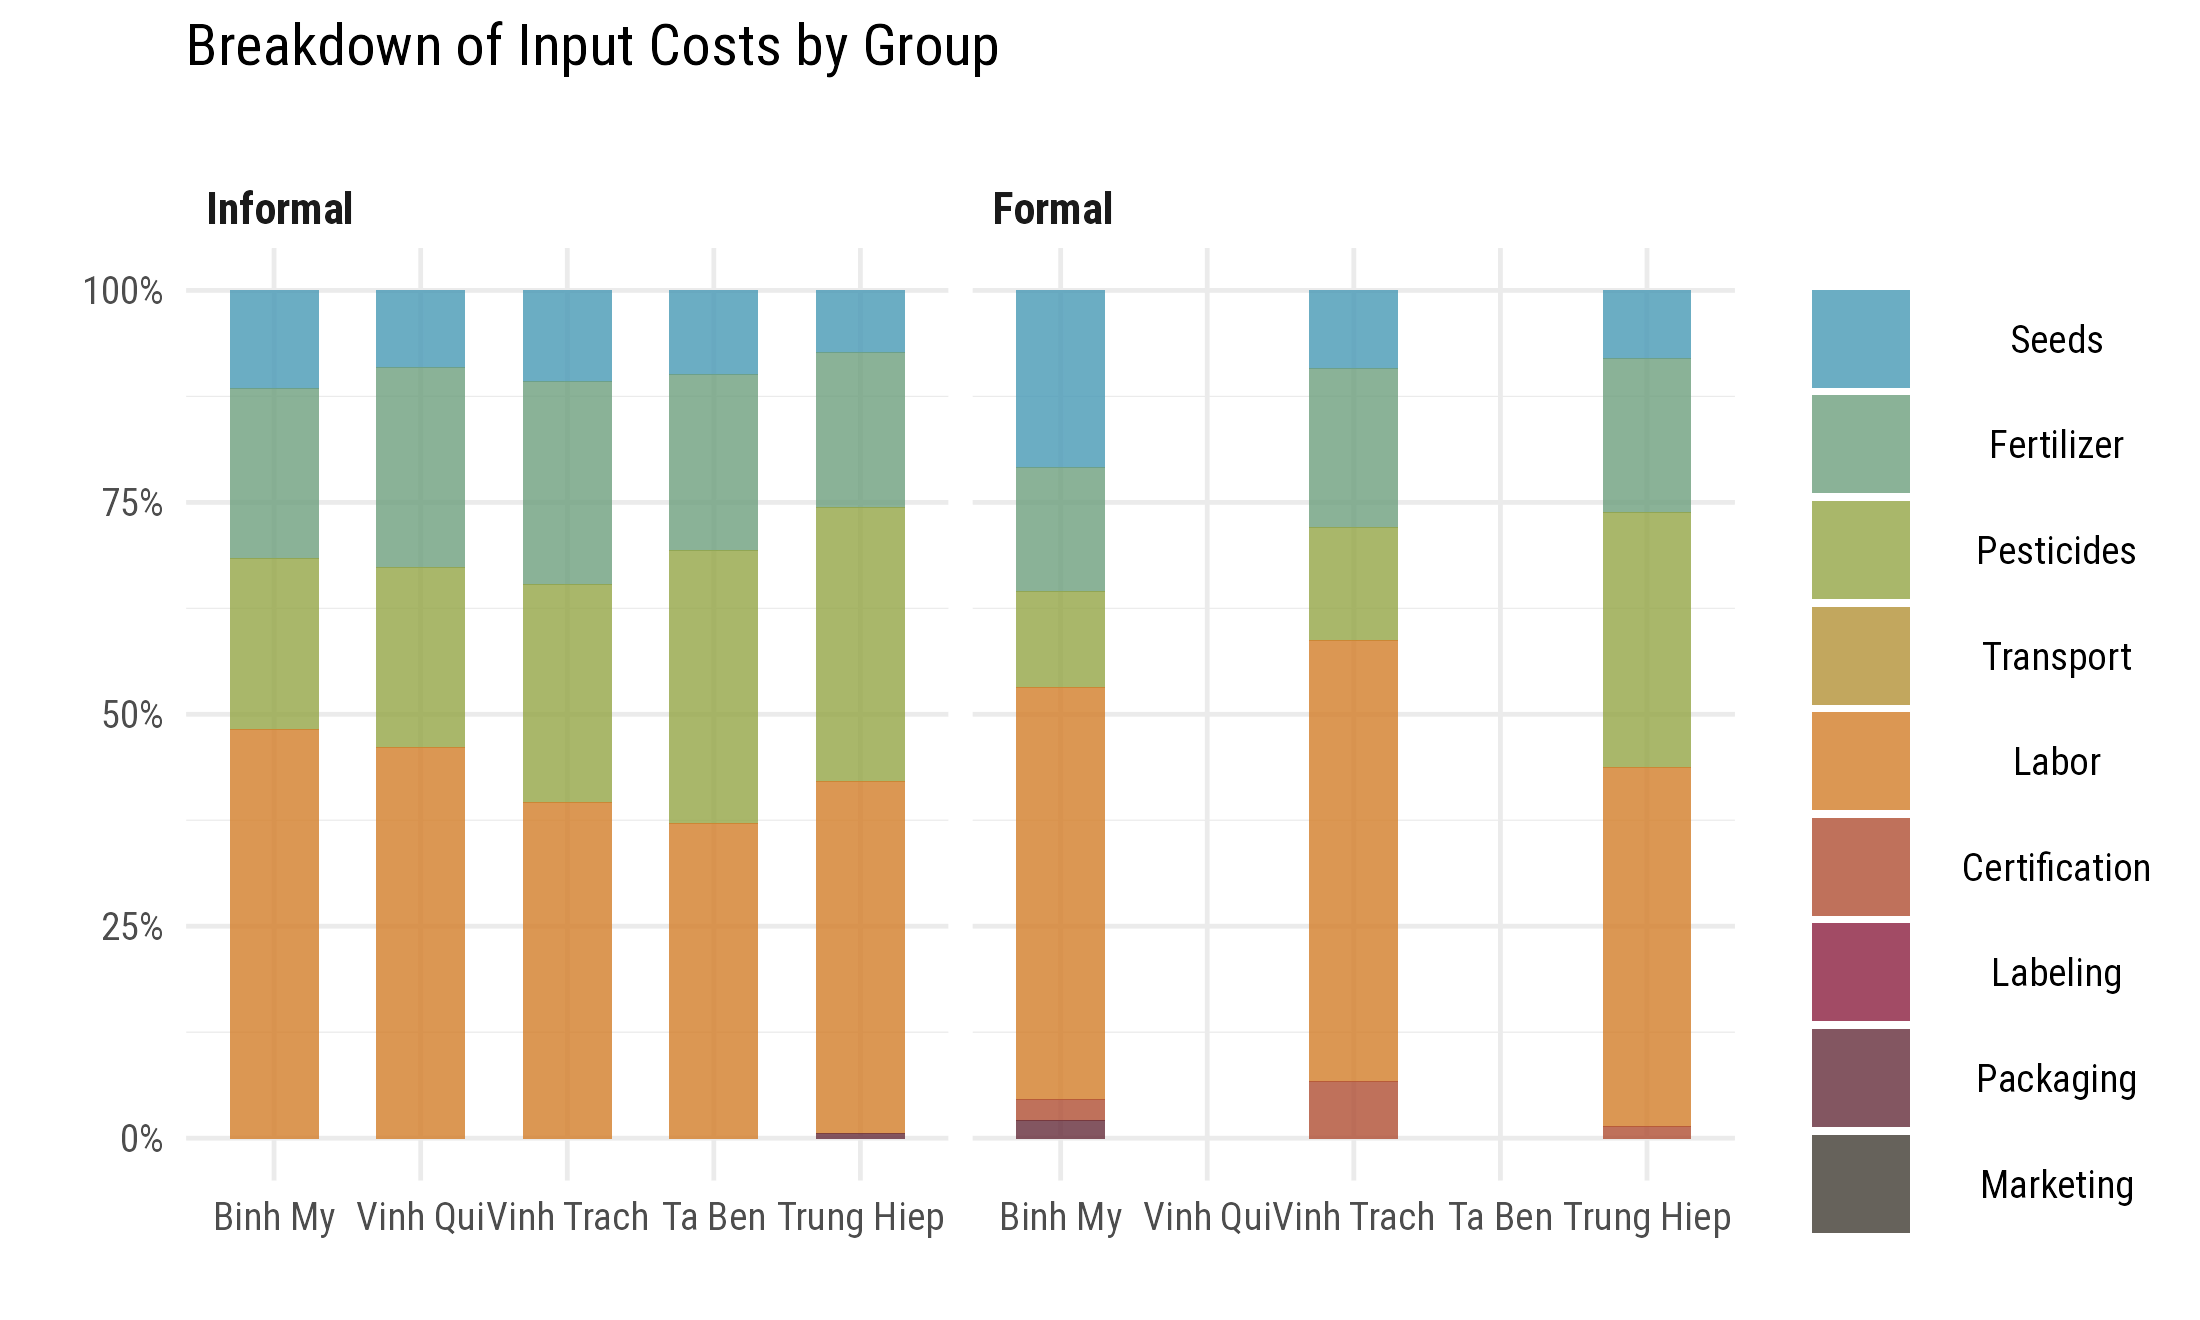 Breakdown of Input Costs by Group
Informal
Formal
100%
75%
50%
25%
0%
Binh My Vinh Qui Vinh Trach Ta Ben Trung Hiep
Binh My Vinh Qui Vinh Trach Ta Ben Trung Hiep
Seeds
Fertilizer
Pesticides
Transport
Labor
Certification
Labeling
Packaging
Marketing